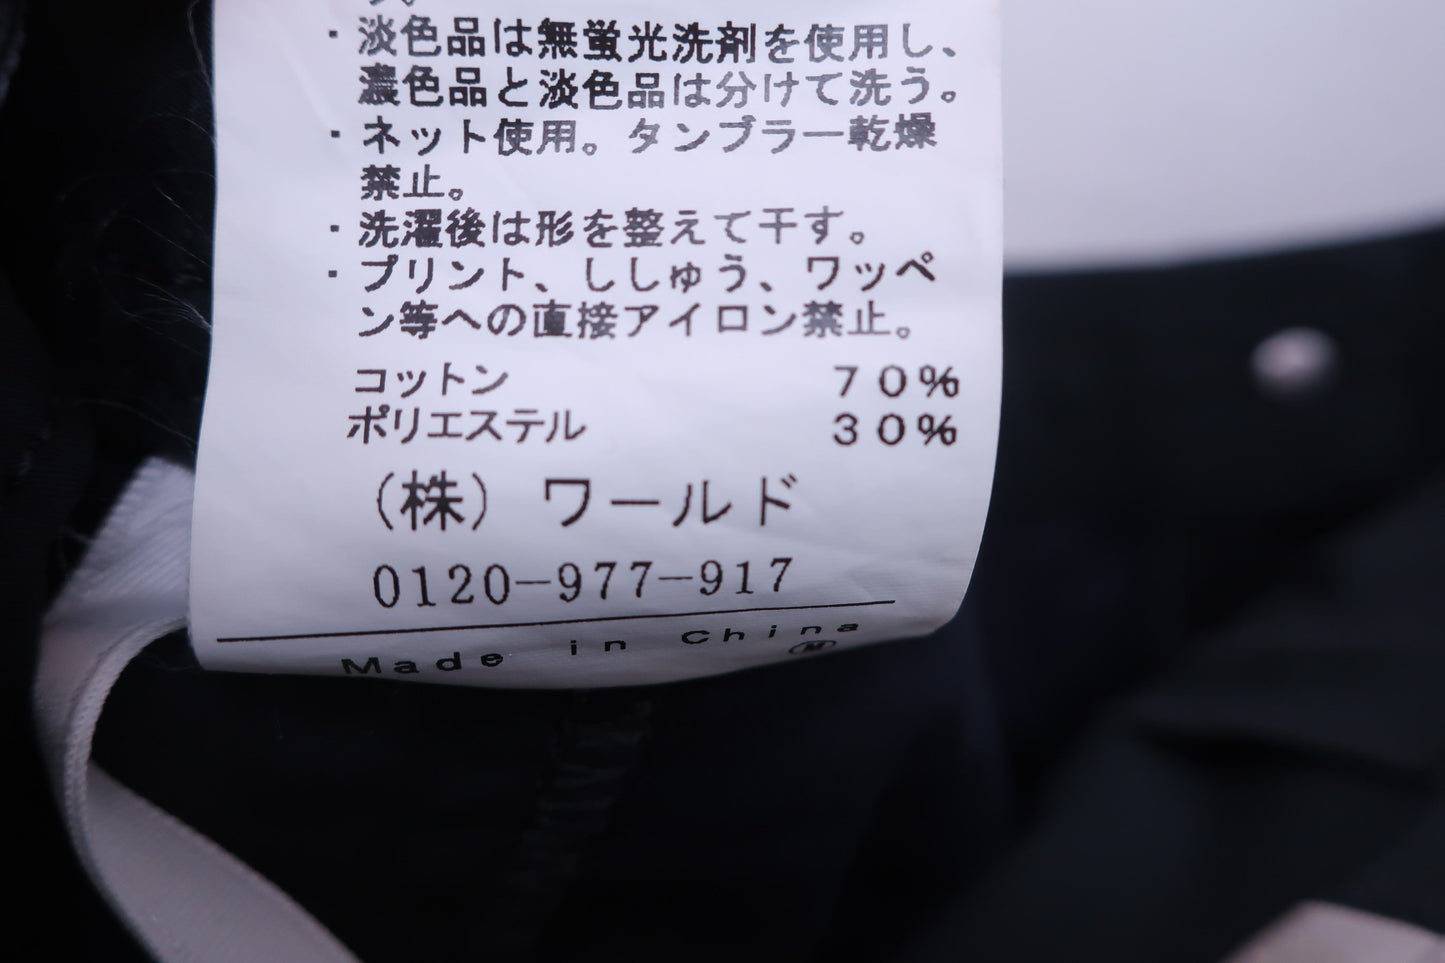 ・淡色品は無蛍光洗剤を使用し、
濃色品と淡色品は分けて洗う。
・ネット使用。タンブラー乾燥
禁止。
・洗濯後は形を整えて干す。
・プリント、ししゅう、ワッペ
ン等への直接アイロン禁止。
コットン ７０％
ポリエステル ３０％
（株）ワールド
0120-977-917
Made in China
Ⓜ